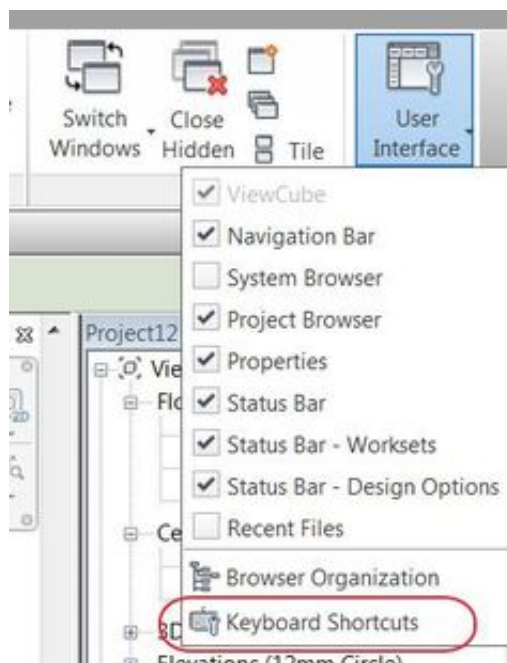 Switch
Windows
Close
Hidden
Tile
User
Interface
ViewCube
Navigation Bar
System Browser
Project12
Project Browser
Vie
Properties
Flo
Status Bar
2D
Status Bar - Worksets
Status Bar - Design Options
Ce
Recent Files
Browser Organization
3D
Keyboard Shortcuts
Elevations (12mm Circle)